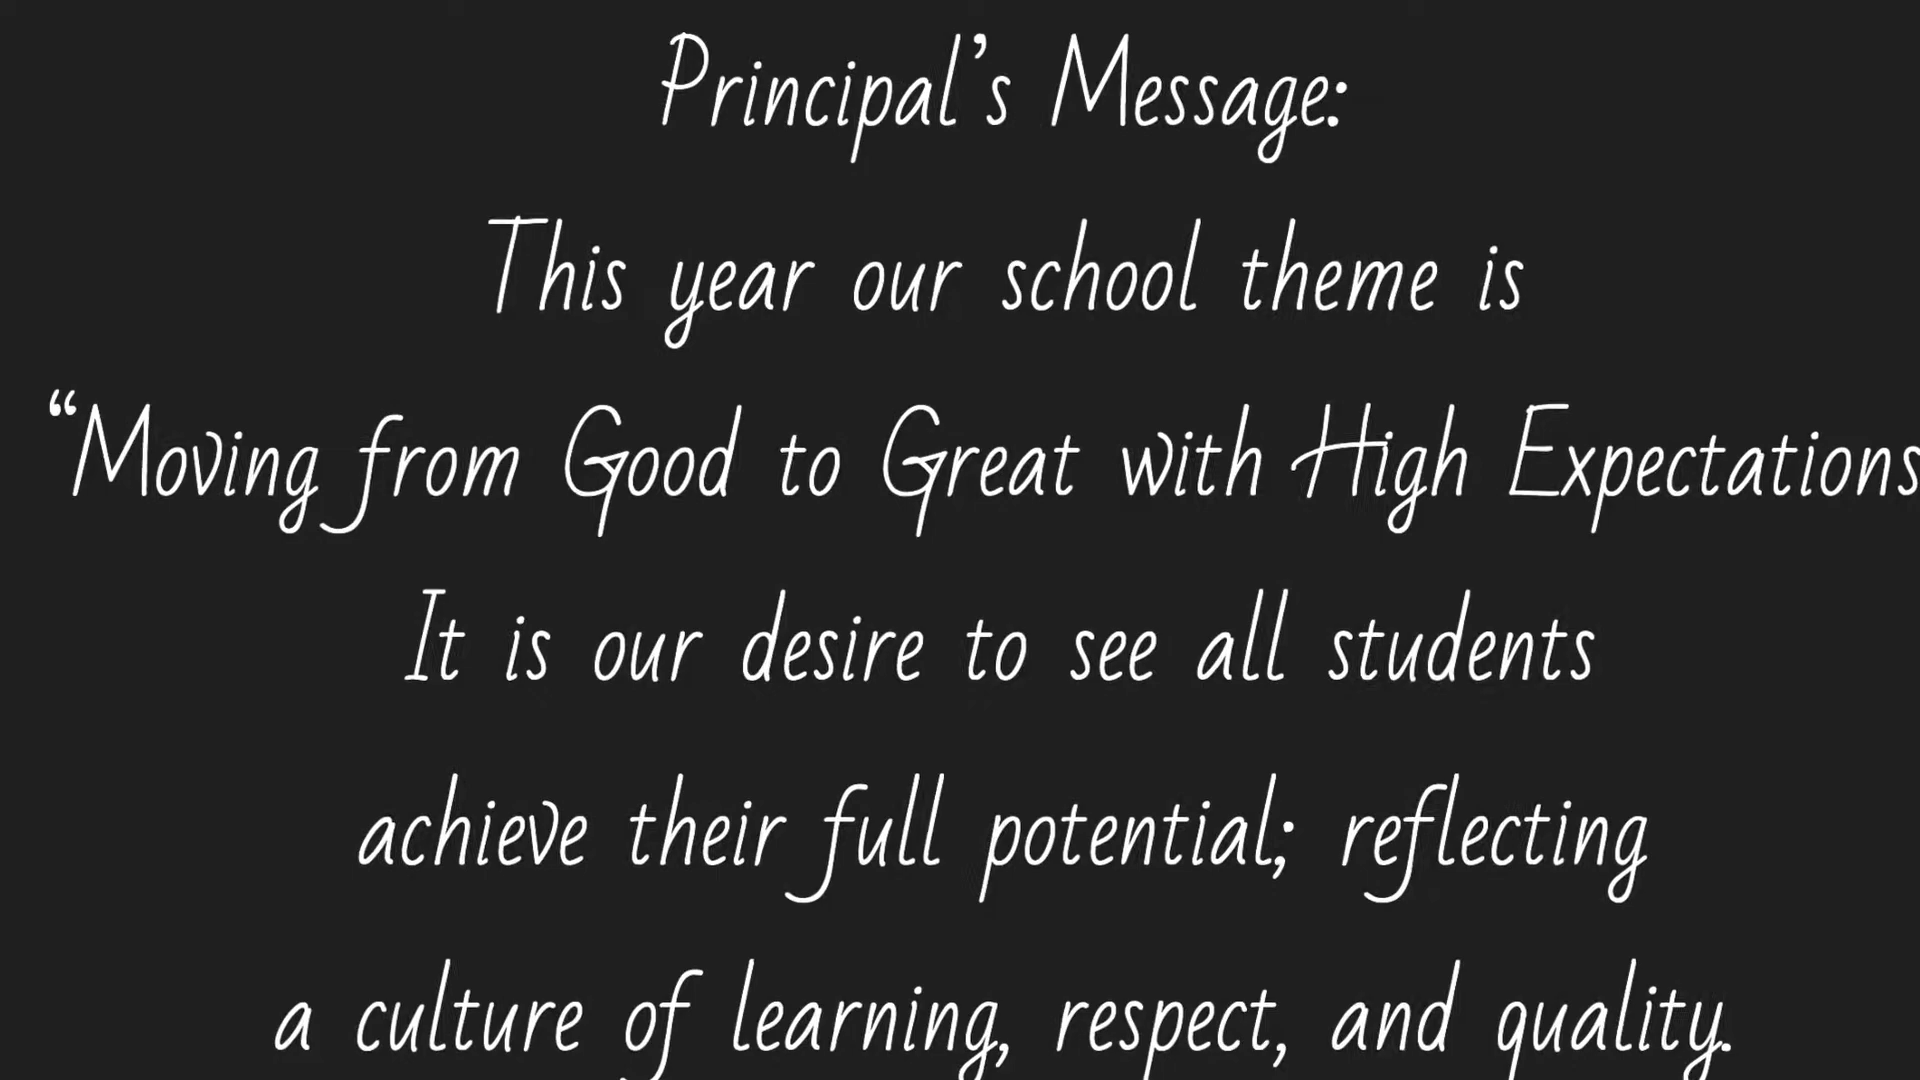 Principal’s Message:
This year our school theme is
“Moving from Good to Great with High Expectations
It is our desire to see all students
achieve their full potential; reflecting
a culture of learning, respect, and quality.